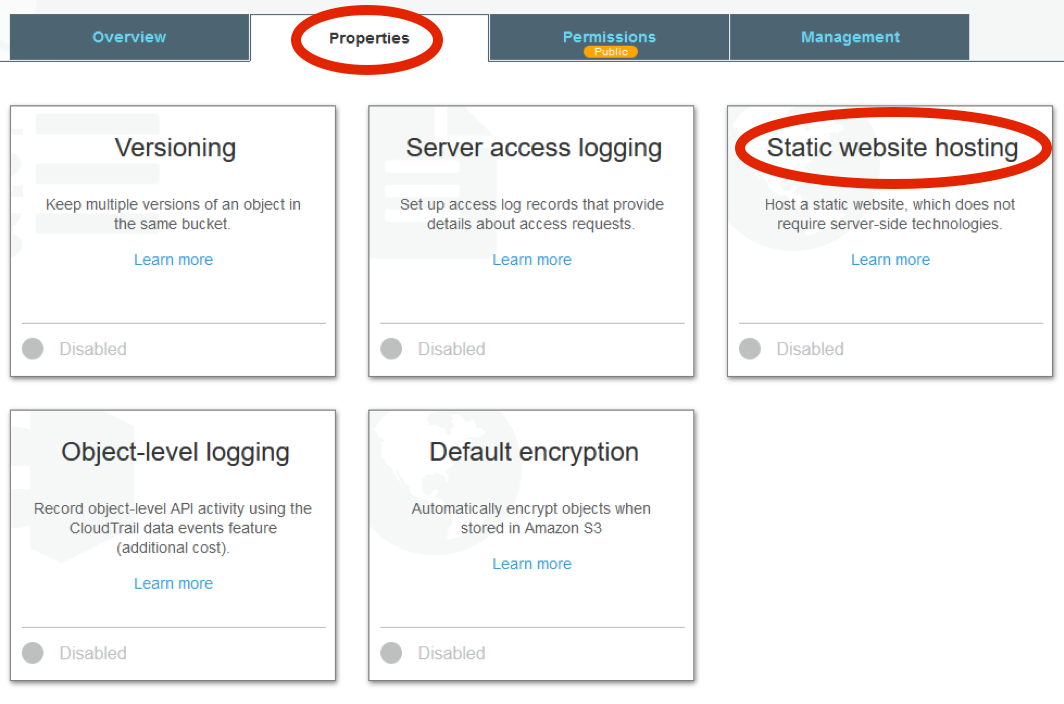 Overview
Properties
Permissions
Public
Management
Versioning
Keep multiple versions of an object in
the same bucket.
Learn more
Disabled
Server access logging
Set up access log records that provide
details about access requests.
Learn more
Disabled
Static website hosting
Host a static website, which does not
require server-side technologies.
Learn more
Disabled
Object-level logging
Record object-level API activity using the
CloudTrail data events feature
(additional cost).
Learn more
Disabled
Default encryption
Automatically encrypt objects when
stored in Amazon S3
Learn more
Disabled